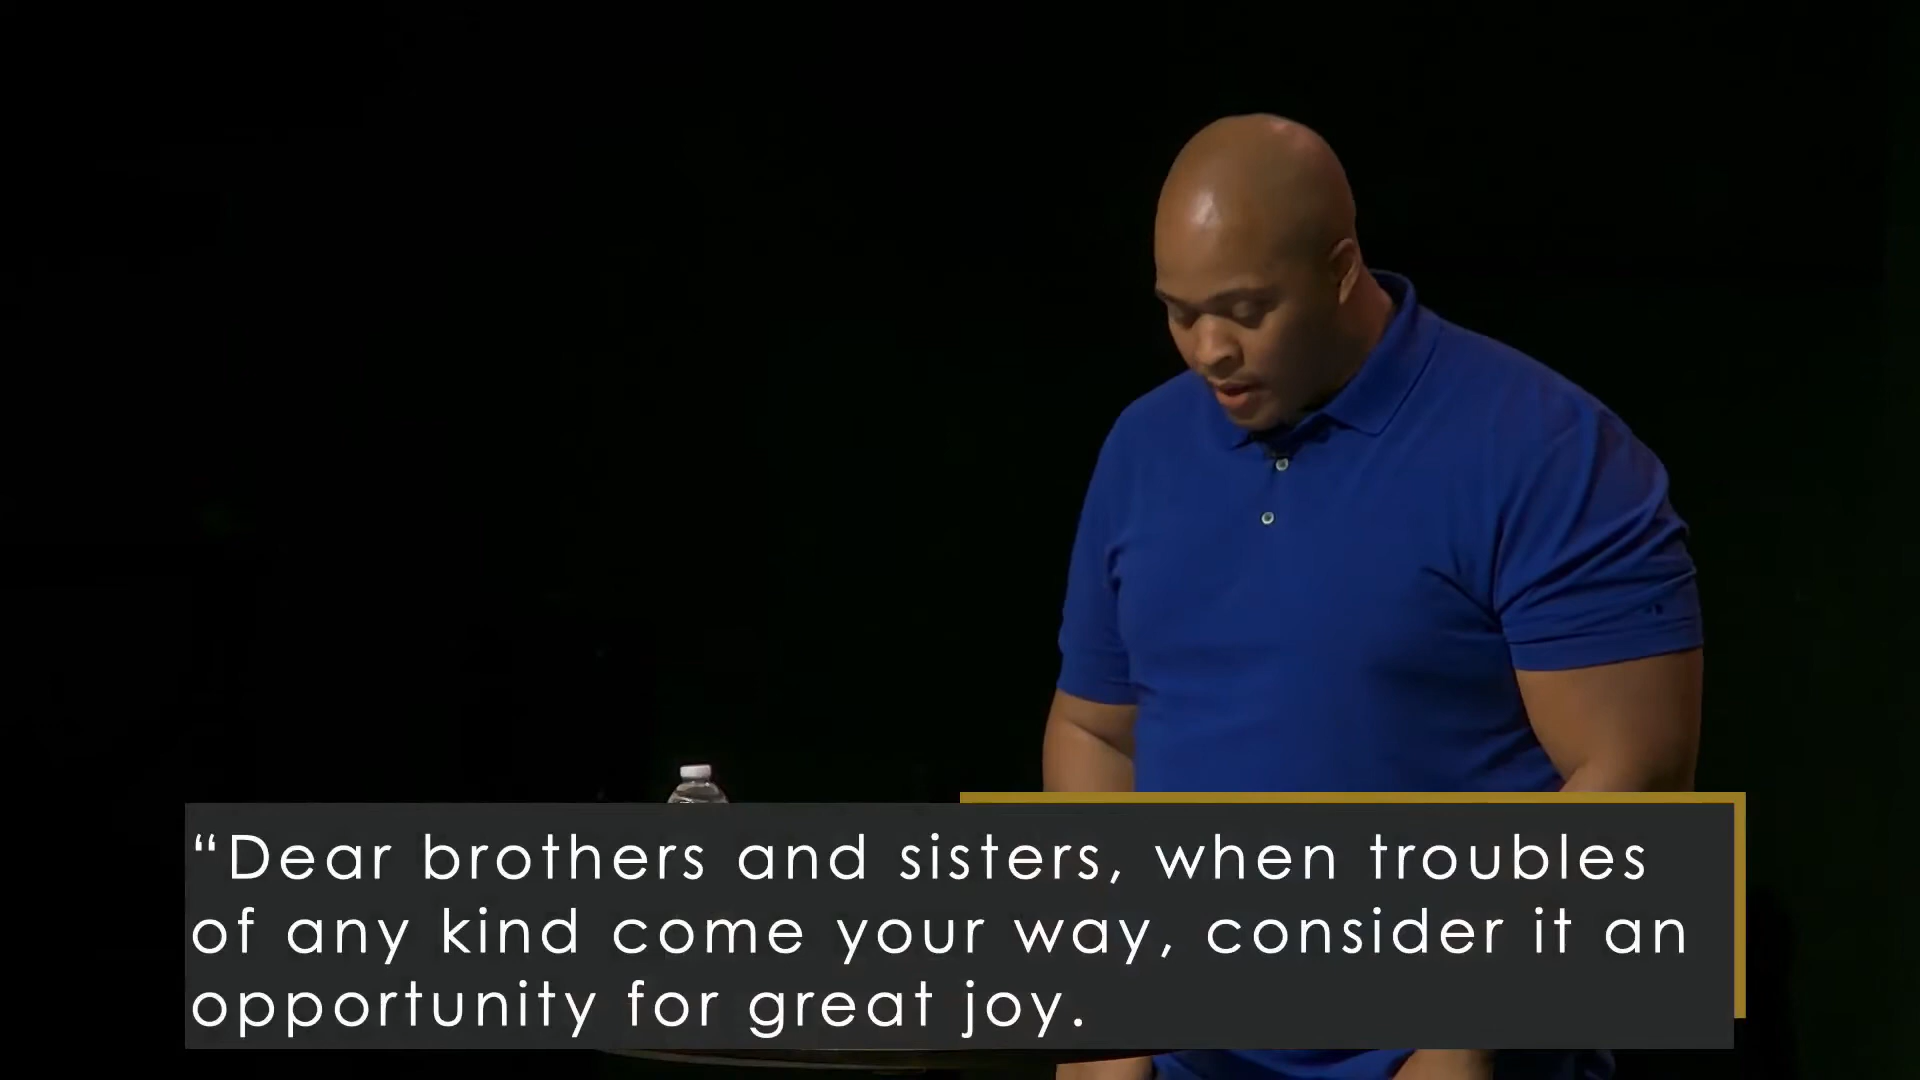 “Dear brothers and sisters, when troubles
of any kind come your way, consider it an
opportunity for great joy.